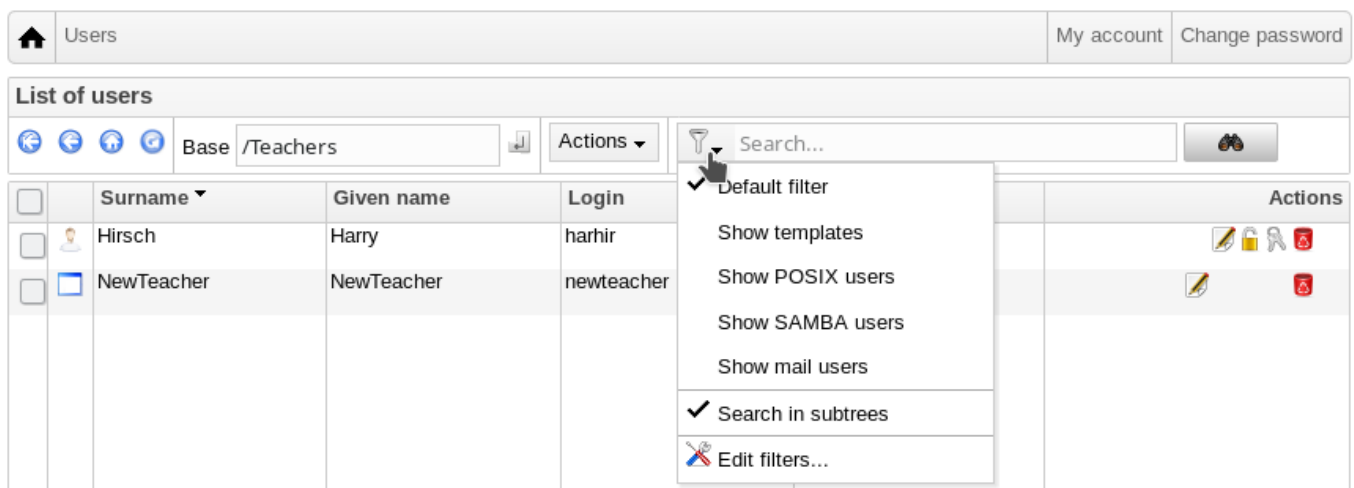 Users My account Change password
List of users
Base /Teachers Actions Search...
Surname Given name Login Actions
Default filter
Hirsch Harry harhir
Show templates
NewTeacher NewTeacher newteacher
Show POSIX users
Show SAMBA users
Show mail users
Search in subtrees
Edit filters...